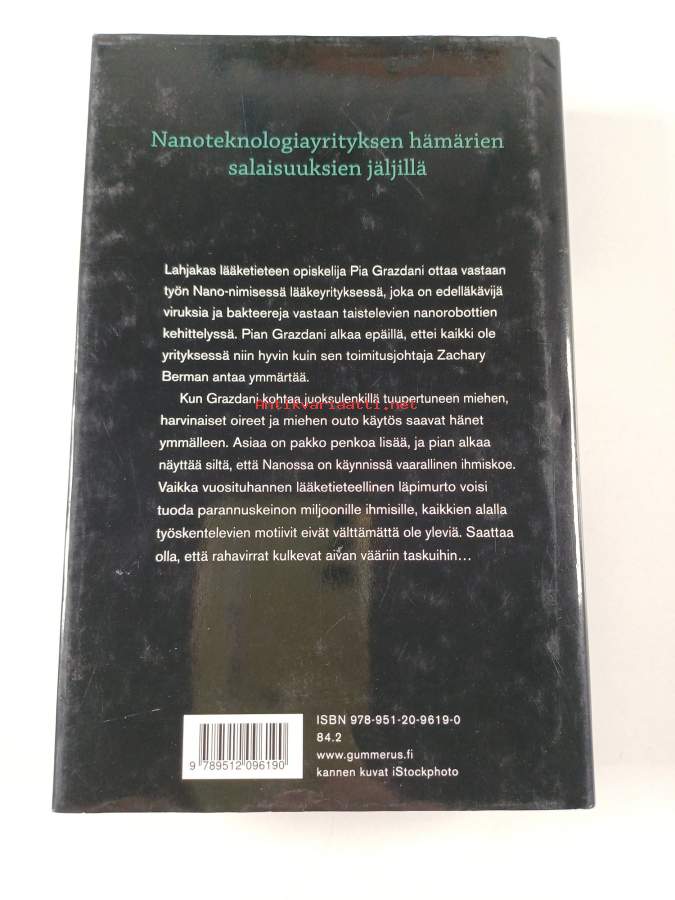 Nanoteknologiayrityksen hämärien
salaisuuksien jäljillä
Lahjakas lääketieteen opiskelija Pia Grazdani ottaa vastaan
työn Nano-nimisessä lääkeyrityksessä, joka on edelläkävijä
viruksia ja bakteereja vastaan taistelevien nanorobottien
kehittelyssä. Pian Grazdani alkaa epäillä, ettei kaikki ole
yrityksessä niin hyvin kuin sen toimitusjohtaja Zachary
Berman antaa ymmärtää.
Kun Grazdani kohtaa juoksulenkillä tuupertuneen miehen,
Antikvariaatti.net
harvinaiset oireet ja miehen outo käytös saavat hänet
ymmälleen. Asiaa on pakko penkoa lisää, ja pian alkaa
näyttää siltä, että Nanossa on käynnissä vaarallinen ihmiskoe.
Vaikka vuosituhannen lääketieteellinen läpimurto voisi
tuoda parannuskeinon miljoonille ihmisille, kaikkien alalla
työskentelevien motiivit eivät välttämättä ole yleviä. Saattaa
olla, että rahavirrat kulkevat aivan vääriin taskuihin...
ISBN 978-951-20-9619-0
84.2
www.gummerus.fi
kannen kuvat iStockphoto
9 789512 096190